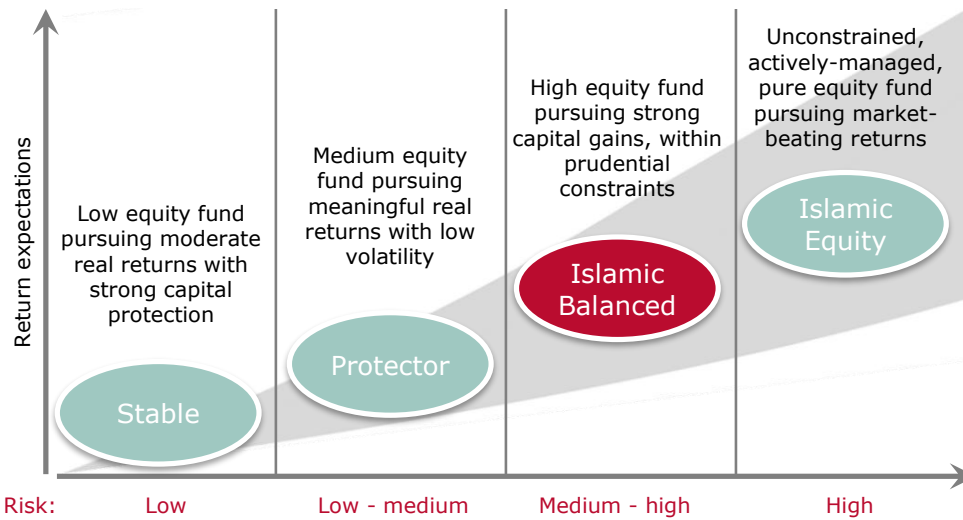 Return expectations
Low equity fund
pursuing moderate
real returns with
strong capital
protection
Stable
Medium equity
fund pursuing
meaningful real
returns with low
volatility
Protector
High equity fund
pursuing strong
capital gains, within
prudential
constraints
Islamic
Balanced
Unconstrained,
actively-managed,
pure equity fund
pursuing market-
beating returns
Islamic
Equity
Risk:
Low
Low - medium
Medium - high
High